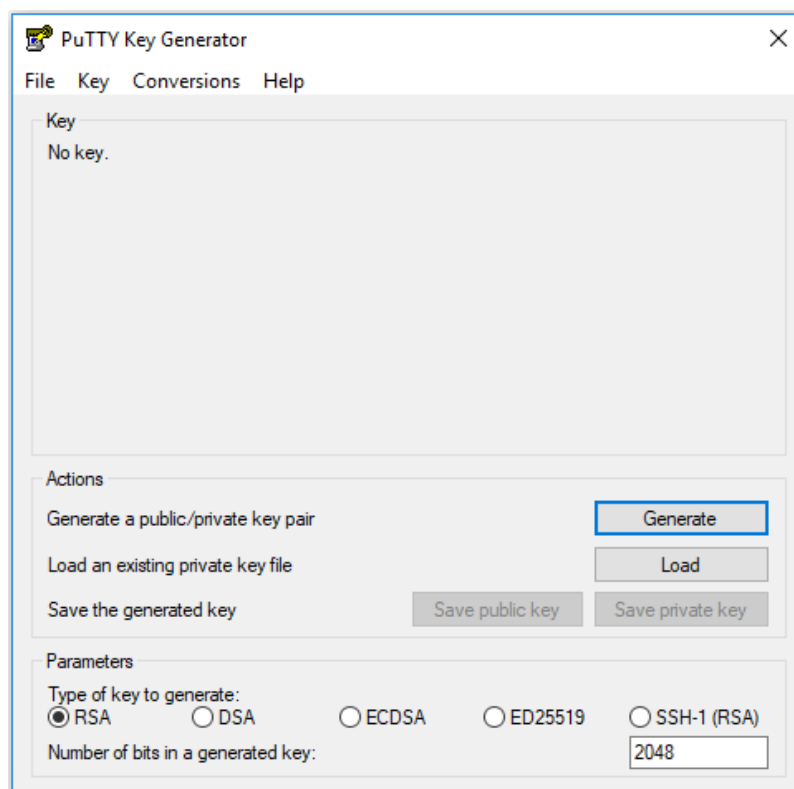 PuTTY Key Generator
File Key Conversions Help
Key
No key.
Actions
Generate a public/private key pair Generate
Load an existing private key file Load
Save the generated key Save public key Save private key
Parameters
Type of key to generate:
RSA DSA ECDSA ED25519 SSH-1 (RSA)
Number of bits in a generated key: 2048